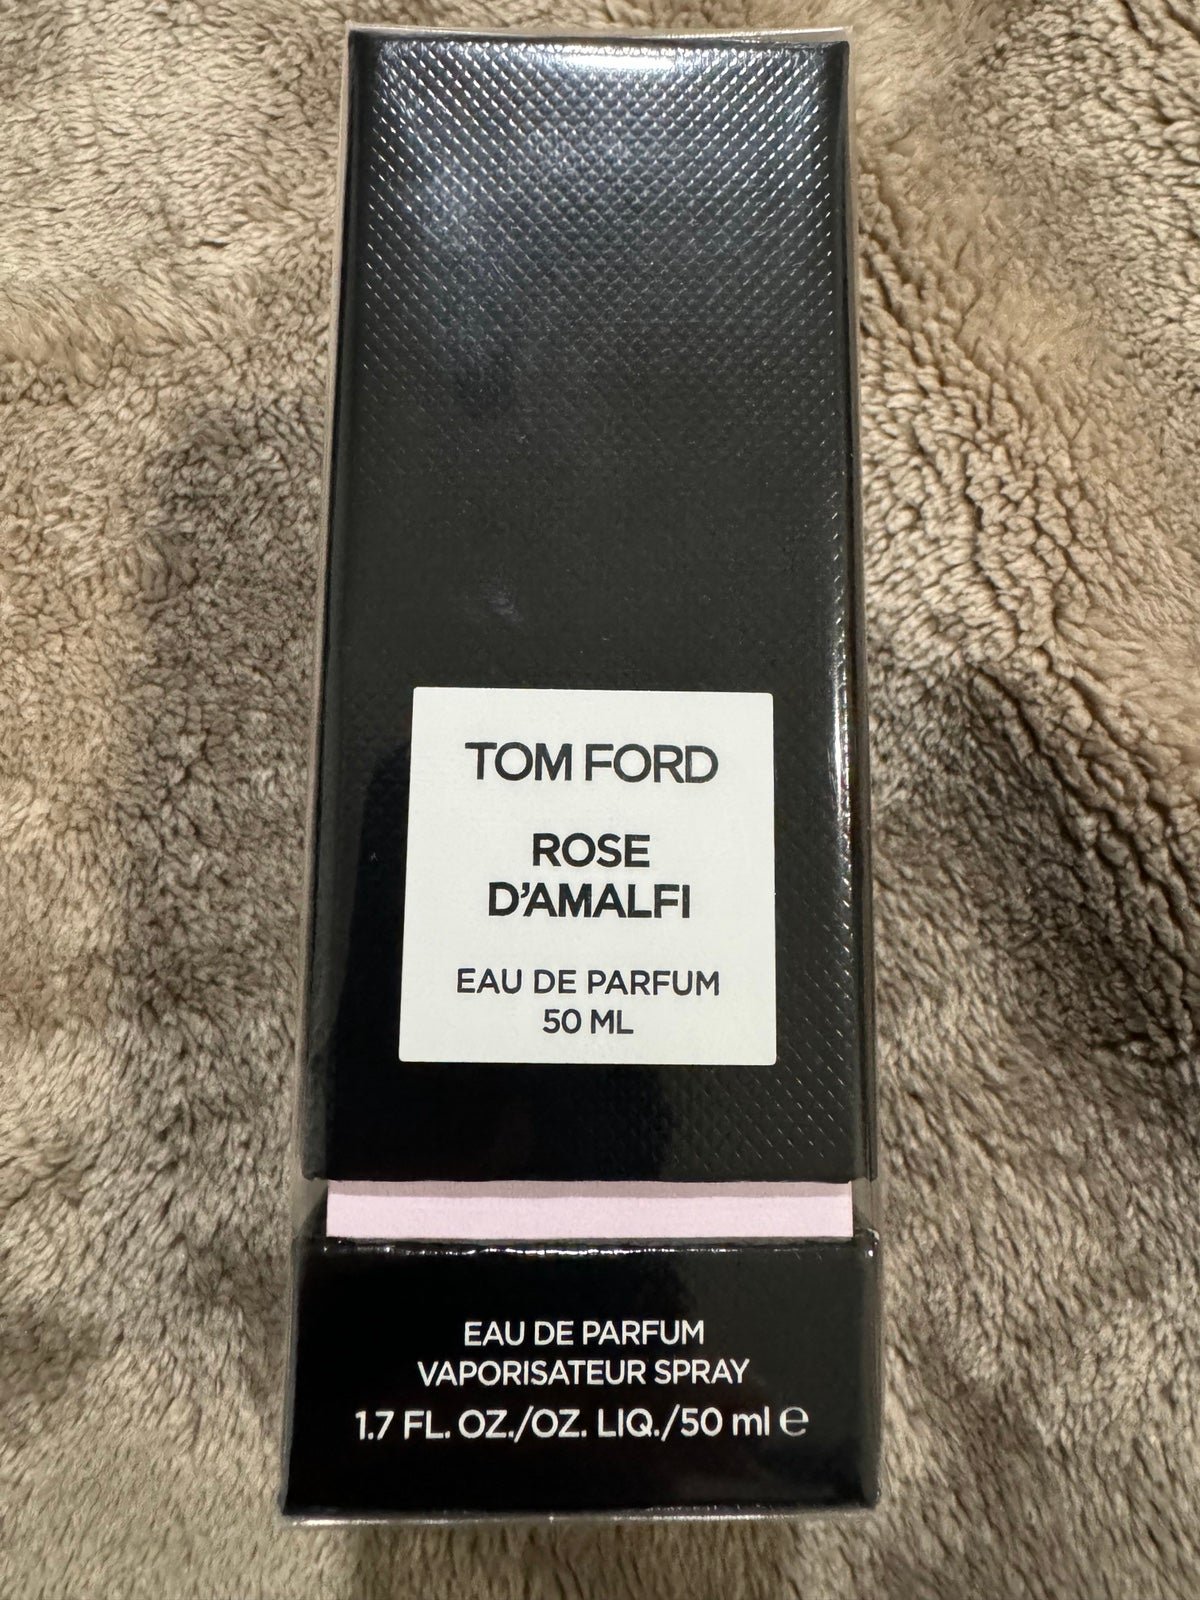 TOM FORD
ROSE
D'AMALFI
EAU DE PARFUM
50 ML
EAU DE PARFUM
VAPORISATEUR SPRAY
1.7 FL. OZ./OZ. LIQ./50 ml ℮